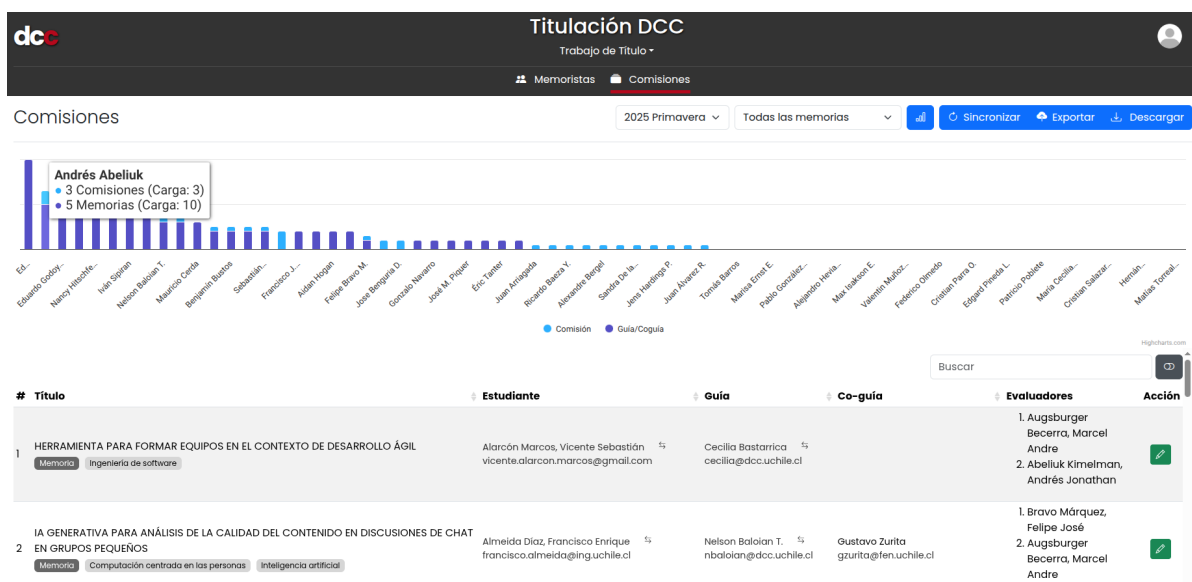 dcc
Titulación DCC
Trabajo de Título
Memoristas
Comisiones
Comisiones
2025 Primavera
Todas las memorias
Sincronizar
Exportar
Descargar
Andrés Abeliuk
• 3 Comisiones (Carga: 3)
• 5 Memorias (Carga: 10)
Ed…
Eduardo Godoy…
Nancy Hitschfe…
Iván Sipiran
Nelson Baloian T.
Mauricio Cerda
Benjamin Bustos
Sebastián…
Francisco J…
Aidan Hogan
Felipe Bravo M.
Jose Benguria D.
Gonzalo Navarro
José M. Piquer
Éric Tanter
Juan Arriagada
Ricardo Baeza Y.
Alexandre Bergel
Sandra De la…
Jens Hardings P.
Juan Álvarez R.
Tomás Barros
Marisa Ernst E.
Pablo González…
Alejandro Hevia…
Max Isakson E.
Valentin Muñoz…
Federico Olmedo
Cristian Parra O.
Edgard Pineda L.
Patricio Poblete
María Cecilia…
Cristian Salazar…
Hernán…
Matías Torreal…
Comisión
Guía/Coguía
Highcharts.com
Buscar
# Título Estudiante Guía Co-guía Evaluadores Acción
1
HERRAMIENTA PARA FORMAR EQUIPOS EN EL CONTEXTO DE DESARROLLO ÁGIL
Memoria Ingeniería de software
Alarcón Marcos, Vicente Sebastián
vicente.alarcon.marcos@gmail.com
Cecilia Bastarrica
cecilia@dcc.uchile.cl
1. Augsburger
Becerra, Marcel
Andre
2. Abeliuk Kimelman,
Andrés Jonathan
2
IA GENERATIVA PARA ANÁLISIS DE LA CALIDAD DEL CONTENIDO EN DISCUSIONES DE CHAT
EN GRUPOS PEQUEÑOS
Memoria Computación centrada en las personas Inteligencia artificial
Almeida Díaz, Francisco Enrique
francisco.almeida@ing.uchile.cl
Nelson Baloian T.
nbaloian@dcc.uchile.cl
Gustavo Zurita
gzurita@fen.uchile.cl
1. Bravo Márquez,
Felipe José
2. Augsburger
Becerra, Marcel
Andre